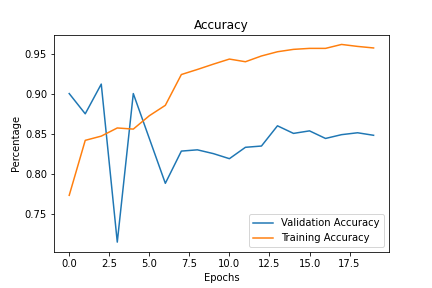 Accuracy
0.95
0.90
0.85
0.80
0.75
Percentage
Validation Accuracy
Training Accuracy
0.0 2.5 5.0 7.5 10.0 12.5 15.0 17.5
Epochs